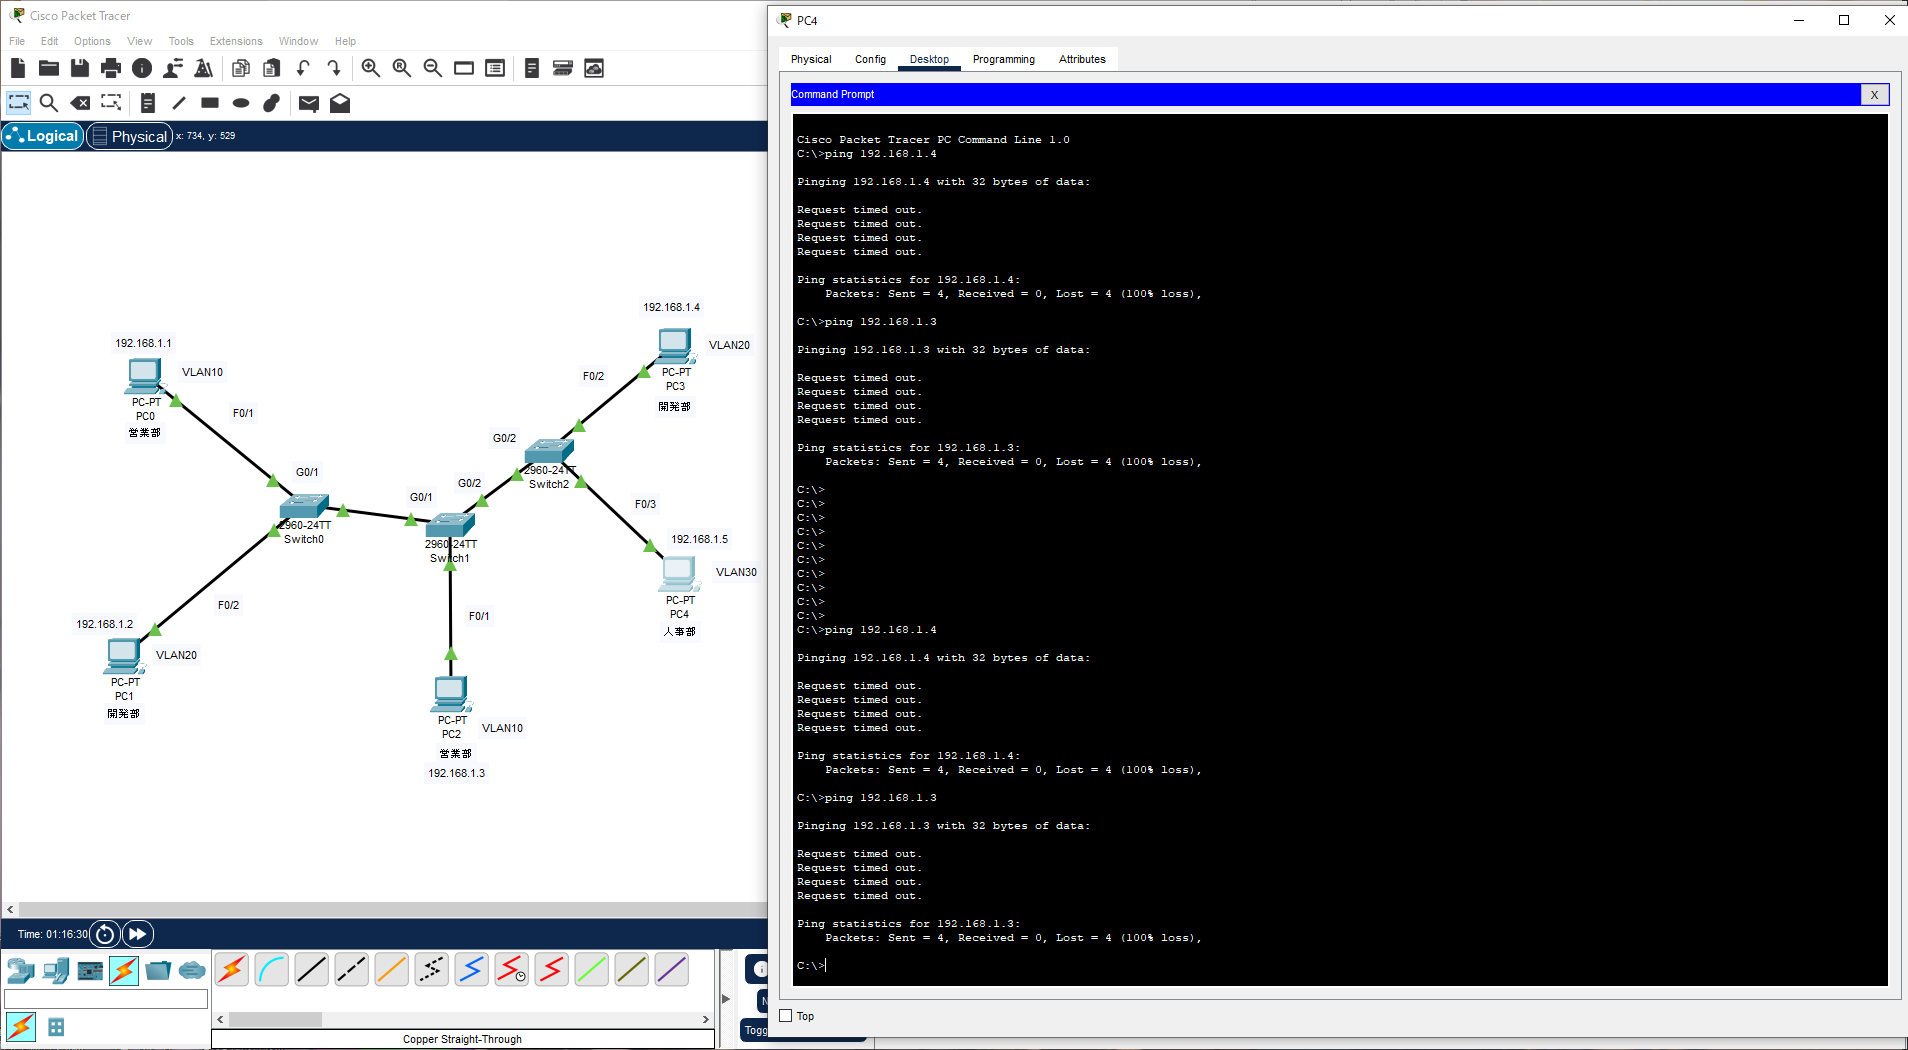 Cisco Packet Tracer
File Edit Options View Tools Extensions Window Help
Logical Physical x: 734, y: 529
192.168.1.4
VLAN20
F0/2
PC-PT
PC3
開発部
192.168.1.1
VLAN10
PC-PT
PC0
営業部
F0/1
G0/2
G0/1
2960-24TT
Switch2
G0/2
G0/1
F0/3
2960-24TT
Switch0
2960-24TT
Switch1
192.168.1.5
VLAN30
PC-PT
PC4
人事部
F0/2
F0/1
192.168.1.2
VLAN20
PC-PT
PC1
開発部
PC-PT
PC2
VLAN10
営業部
192.168.1.3
Time: 01:16:30
Copper Straight-Through
Togg
PC4
Physical Config Desktop Programming Attributes
Command Prompt
X
Cisco Packet Tracer PC Command Line 1.0
C:\>ping 192.168.1.4
Pinging 192.168.1.4 with 32 bytes of data:
Request timed out.
Request timed out.
Request timed out.
Request timed out.
Ping statistics for 192.168.1.4:
Packets: Sent = 4, Received = 0, Lost = 4 (100% loss),
C:\>ping 192.168.1.3
Pinging 192.168.1.3 with 32 bytes of data:
Request timed out.
Request timed out.
Request timed out.
Request timed out.
Ping statistics for 192.168.1.3:
Packets: Sent = 4, Received = 0, Lost = 4 (100% loss),
C:\>
C:\>
C:\>
C:\>
C:\>
C:\>
C:\>
C:\>
C:\>
C:\>
C:\>ping 192.168.1.4
Pinging 192.168.1.4 with 32 bytes of data:
Request timed out.
Request timed out.
Request timed out.
Request timed out.
Ping statistics for 192.168.1.4:
Packets: Sent = 4, Received = 0, Lost = 4 (100% loss),
C:\>ping 192.168.1.3
Pinging 192.168.1.3 with 32 bytes of data:
Request timed out.
Request timed out.
Request timed out.
Request timed out.
Ping statistics for 192.168.1.3:
Packets: Sent = 4, Received = 0, Lost = 4 (100% loss),
C:\>
Top